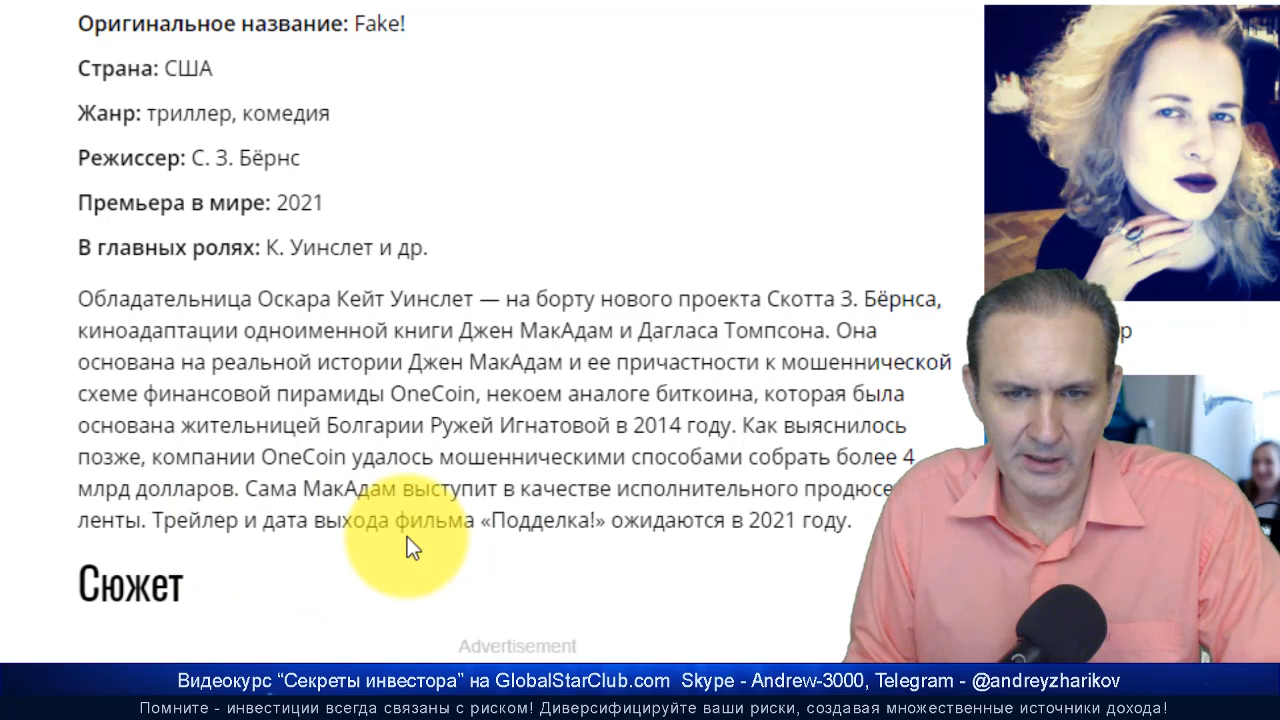 Оригинальное название: Fake!
Страна: США
Жанр: триллер, комедия
Режиссер: С. З. Бёрнс
Премьера в мире: 2021
В главных ролях: К. Уинслет и др.
Обладательница Оскара Кейт Уинслет — на борту нового проекта Скотта З. Бёрнса,
киноадаптации одноименной книги Джен МакАдам и Дагласа Томпсона. Она
основана на реальной истории Джен МакАдам и ее причастности к мошеннической
схеме финансовой пирамиды OneCoin, некоем аналоге биткоина, которая была
основана жительницей Болгарии Ружей Игнатовой в 2014 году. Как выяснилось
позже, компании OneCoin удалось мошенническими способами собрать более 4
млрд долларов. Сама МакАдам выступит в качестве исполнительного продюсе
ленты. Трейлер и дата выхода фильма «Подделка!» ожидаются в 2021 году.
Сюжет
Advertisement
Видеокурс “Секреты инвестора” на GlobalStarClub.com Skype - Andrew-3000, Telegram - @andreyzharikov
Помните - инвестиции всегда связаны с риском! Диверсифицируйте ваши риски, создавая множественные источники дохода!